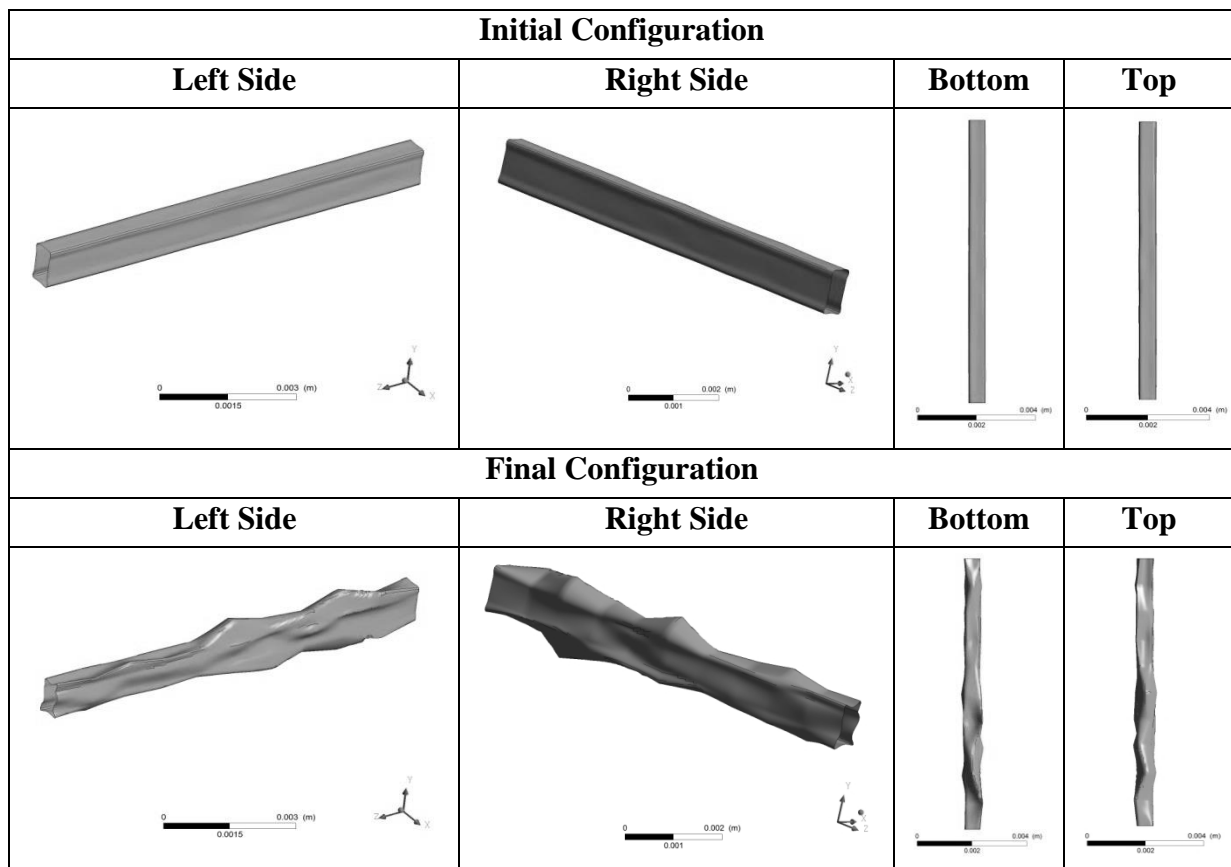 Initial Configuration
Left Side Right Side Bottom Top
0 0.003 (m)
0.0015
Y
Z
X
0 0.002 (m)
0.001
Y
X
Z
0 0.004 (m)
0.002
0 0.004 (m)
0.002
Final Configuration
Left Side Right Side Bottom Top
0 0.003 (m)
0.0015
Y
Z
X
0 0.002 (m)
0.001
Y
X
Z
0 0.004 (m)
0.002
0 0.004 (m)
0.002